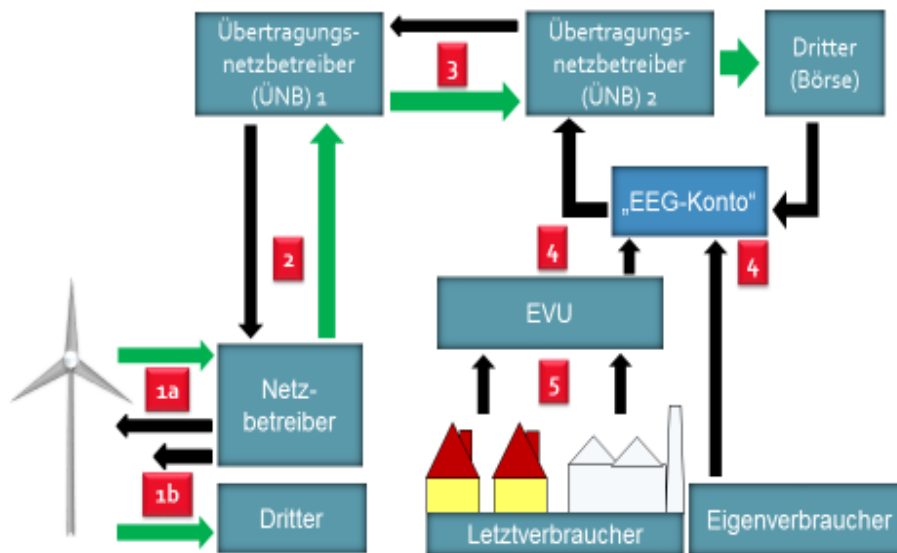 Übertragungs-
netzbetreiber
(ÜNB) 1
3
Übertragungs-
netzbetreiber
(ÜNB) 2
Dritter
(Börse)
„EEG-Konto“
2
4
4
EVU
1a
Netz-
betreiber
5
1b
Dritter
Letztverbraucher
Eigenverbraucher